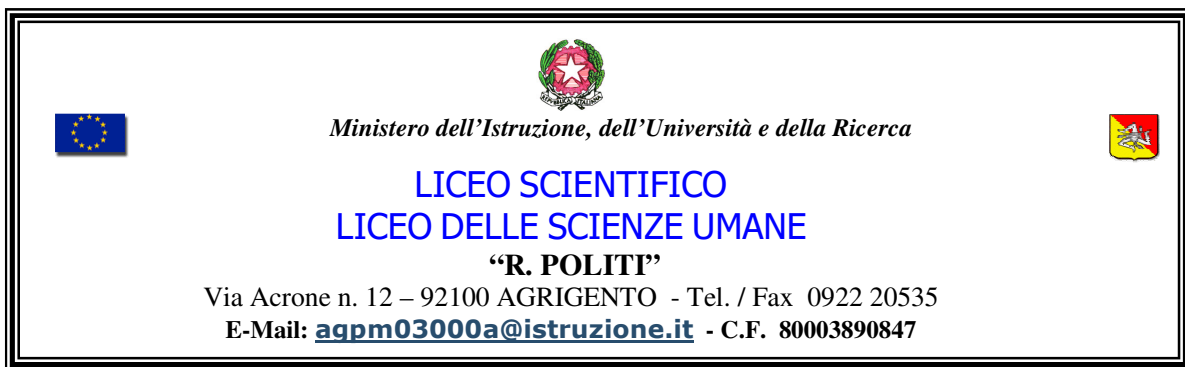 Ministero dell’Istruzione, dell’Università e della Ricerca
LICEO SCIENTIFICO
LICEO DELLE SCIENZE UMANE
“R. POLITI”
Via Acrone n. 12 – 92100 AGRIGENTO - Tel. / Fax 0922 20535
E-Mail: agpm03000a@istruzione.it - C.F. 80003890847